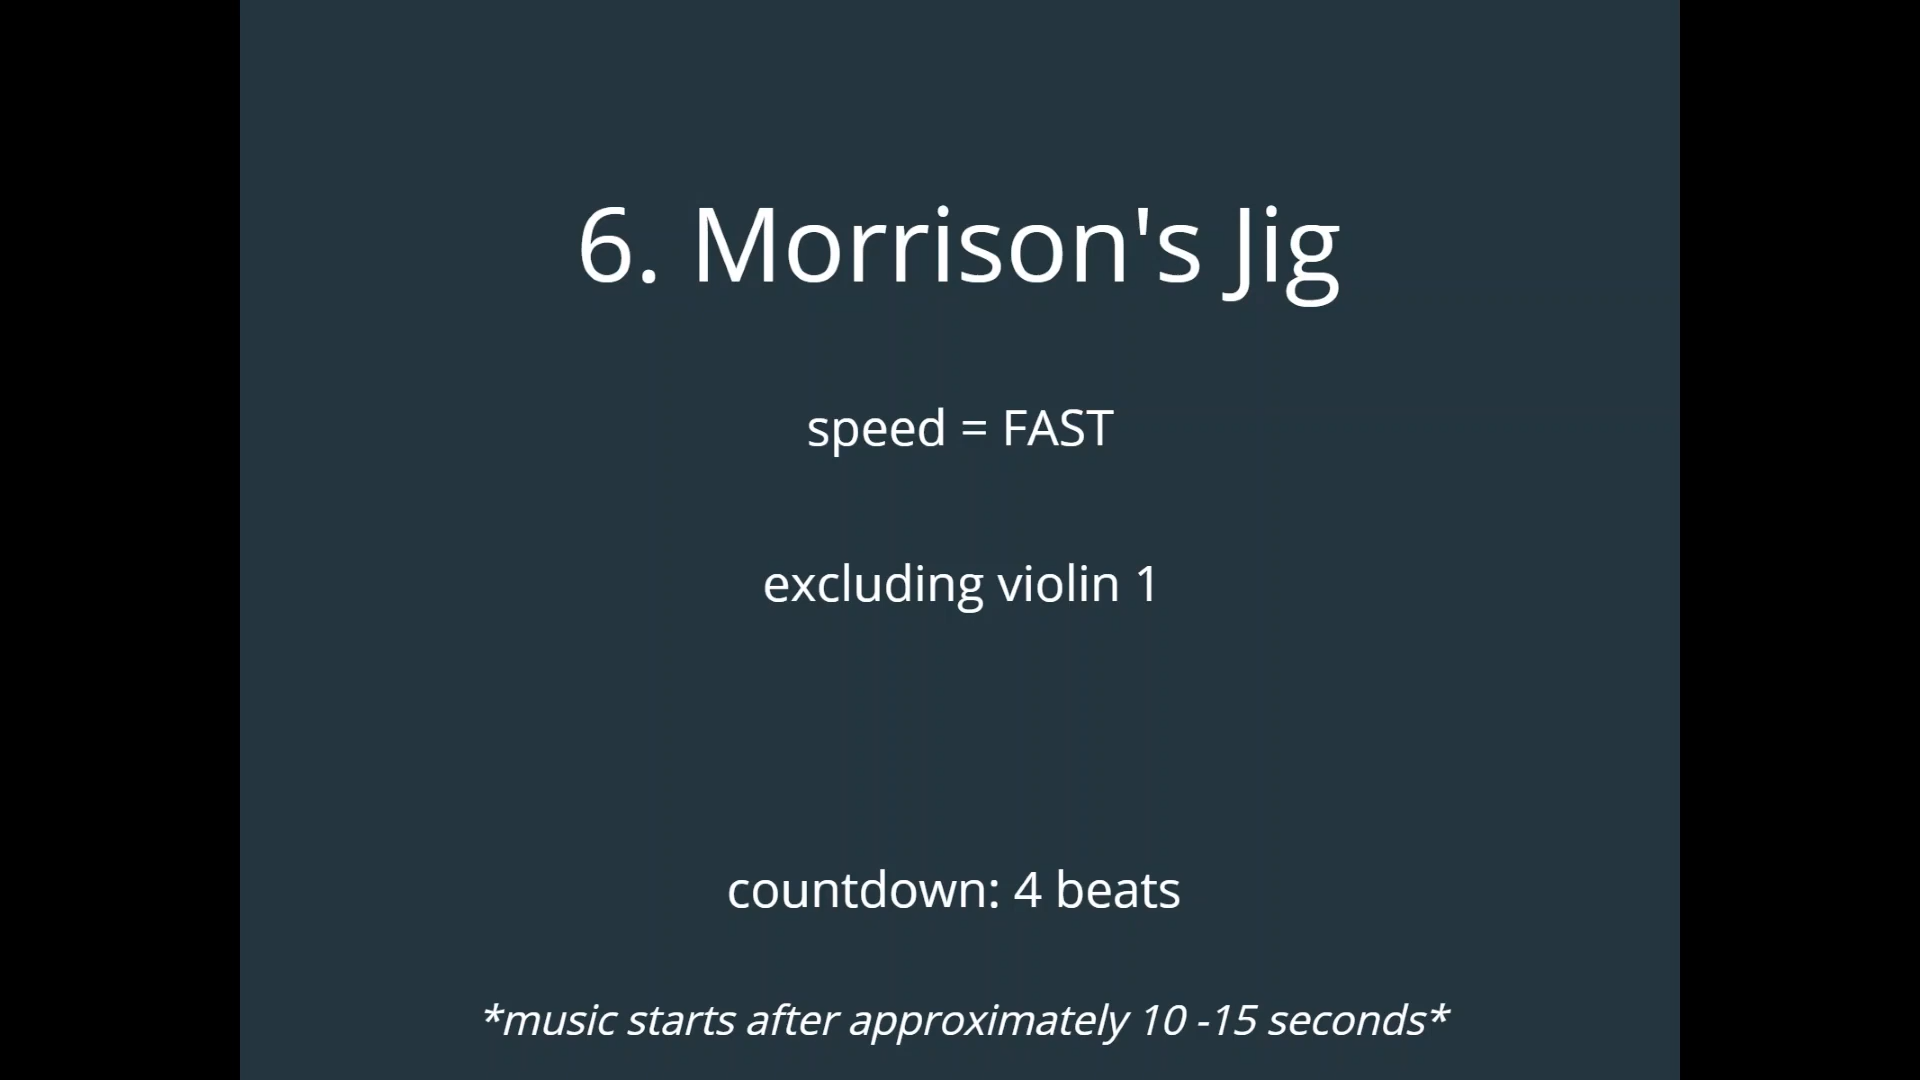 6. Morrison's Jig
speed = FAST
excluding violin 1
countdown: 4 beats
*music starts after approximately 10 -15 seconds*